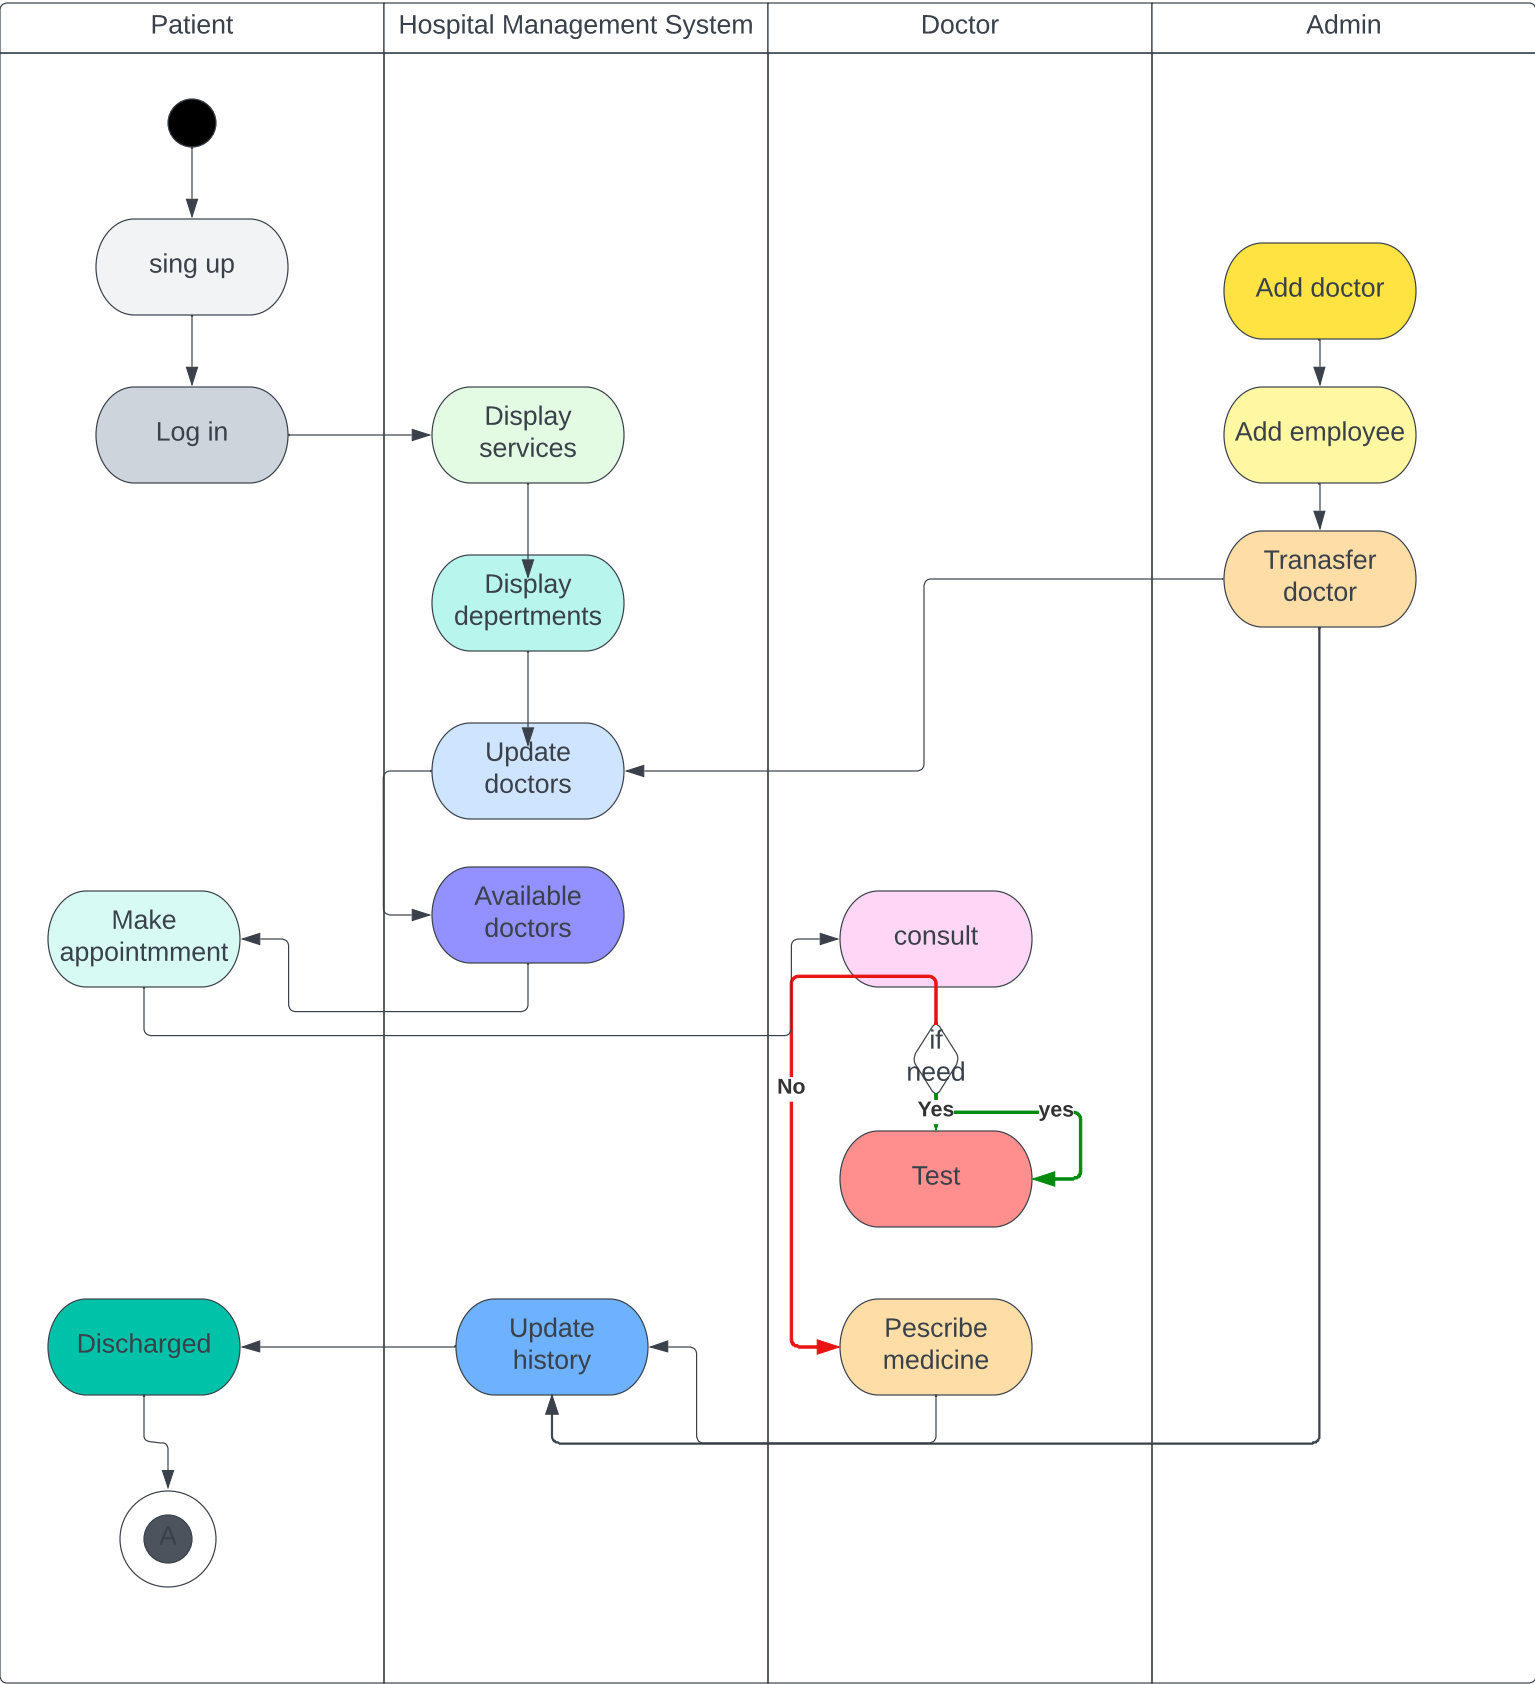 Patient
Hospital Management System
Doctor
Admin
sing up
Add doctor
Log in
Display
services
Add employee
Display
depertments
Tranasfer
doctor
Update
doctors
Available
doctors
Make
appointmment
consult
if
need
No
Yes
yes
Test
Discharged
Update
history
Pescribe
medicine
A